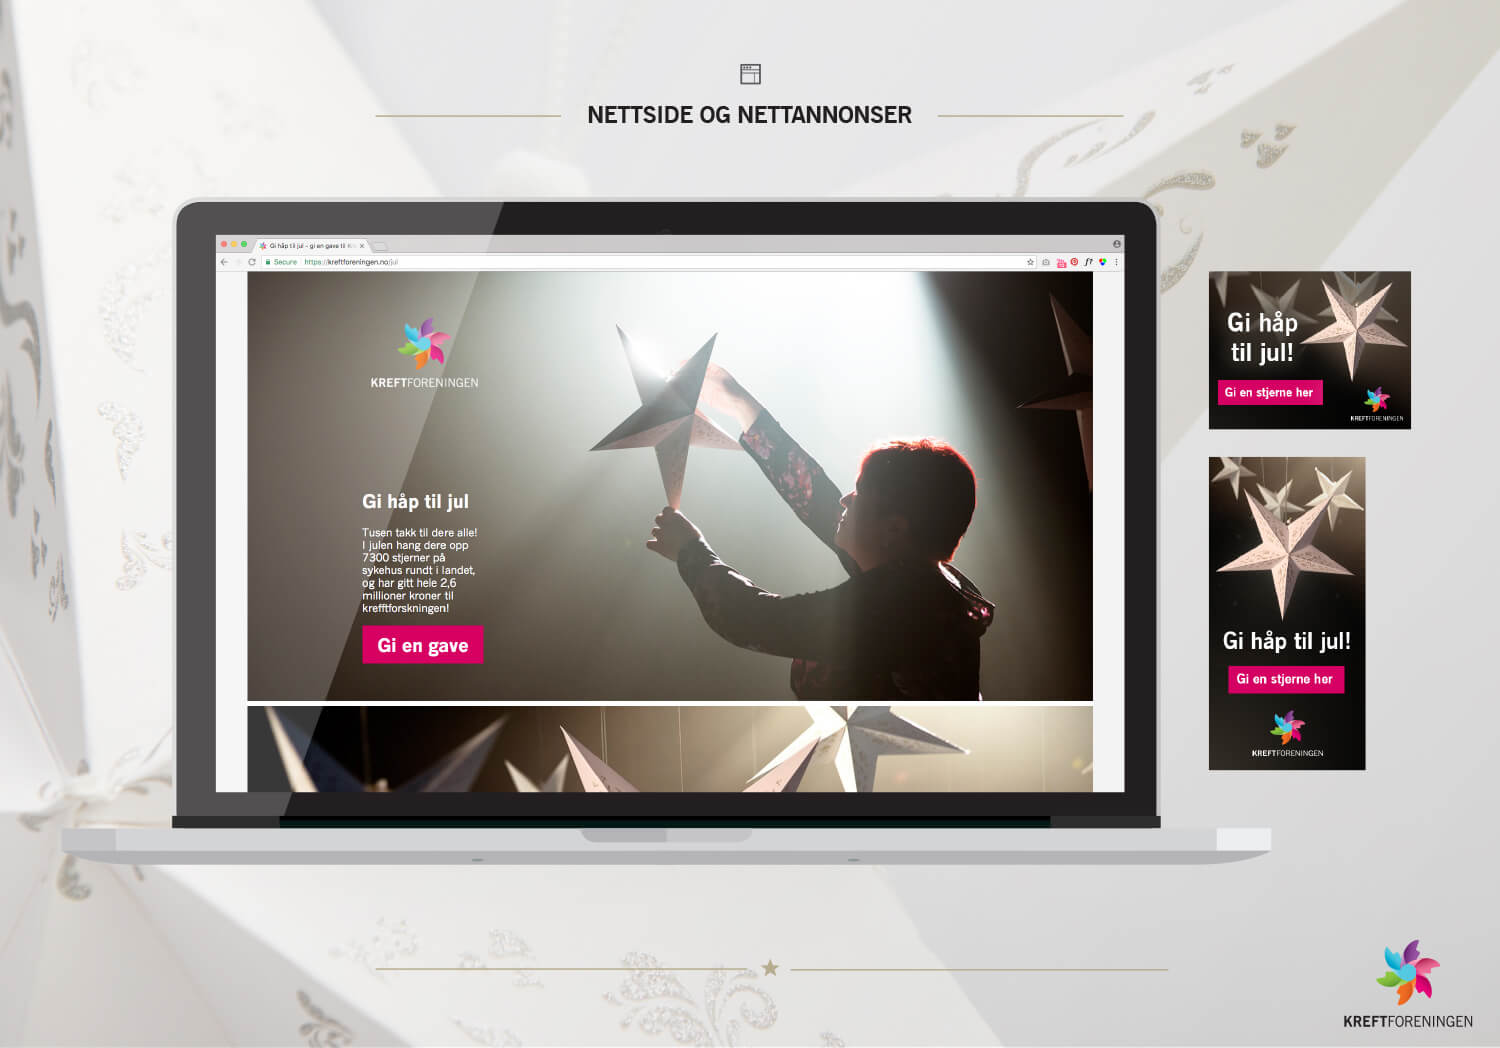 NETTSIDE OG NETTANNONSER
Gi håp til jul - gi en gave til
Secure
https://kreftforeningen.no/jul
KREFTFORENINGEN
Gi håp til jul
Tusen takk til dere alle!
I julen hang dere opp
7300 stjerner på
sykehus rundt i landet,
og har gitt hele 2,6
millioner kroner til
krefftforskningen!
Gi en gave
Gi håp
til jul!
Gi en stjerne her
KREFTFORENINGEN
Gi håp til jul!
Gi en stjerne her
KREFTFORENINGEN
KREFTFORENINGEN